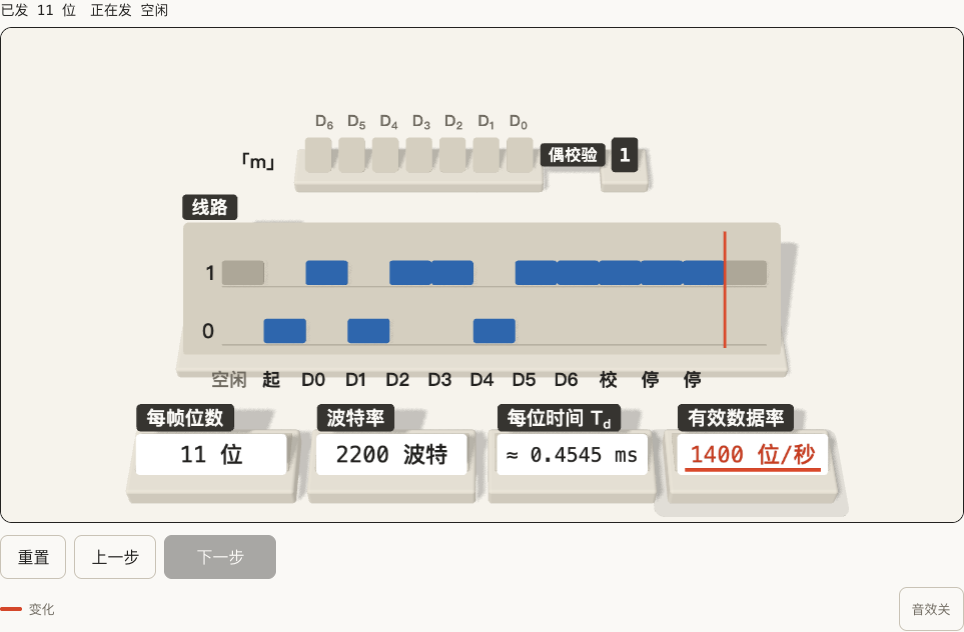 已发 11 位 正在发 空闲
D6 D5 D4 D3 D2 D1 D0
「m」 偶校验 1
线路
1
0
空闲 起 D0 D1 D2 D3 D4 D5 D6 校 停 停
每帧位数 波特率 每位时间 Td 有效数据率
11 位 2200 波特 ≈ 0.4545 ms 1400 位/秒
重置 上一步 下一步
变化 音效关